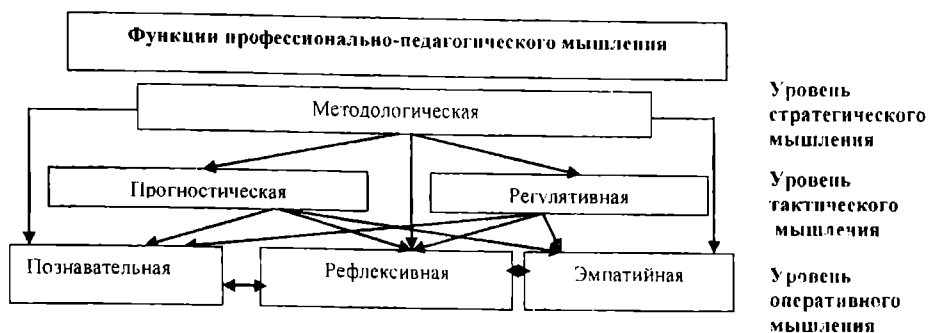 Функции профессионально-педагогического мышления
Методологическая
Уровень
стратегического
мышления
Прогностическая
Регулятивная
Уровень
тактического
мышления
Познавательная
Рефлексивная
Эмпатийная
Уровень
оперативного
мышления